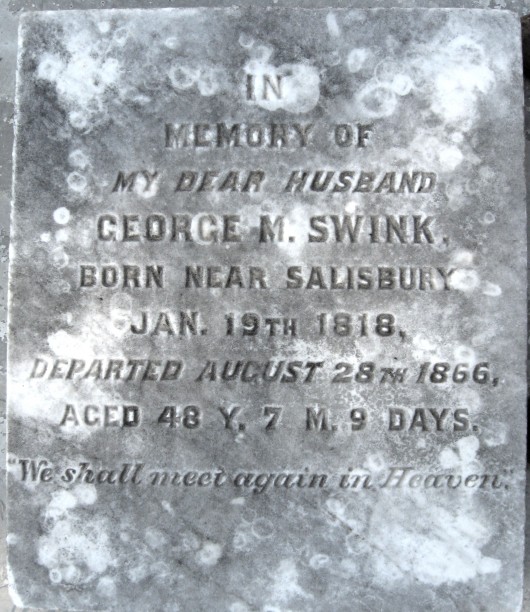 IN
MEMORY OF
MY DEAR HUSBAND
GEORGE M. SWINK.
BORN NEAR SALISBURY
JAN. 19TH 1818,
DEPARTED AUGUST 28TH 1866,
AGED 48 Y. 7 M. 9 DAYS.
"We shall meet again in Heaven".